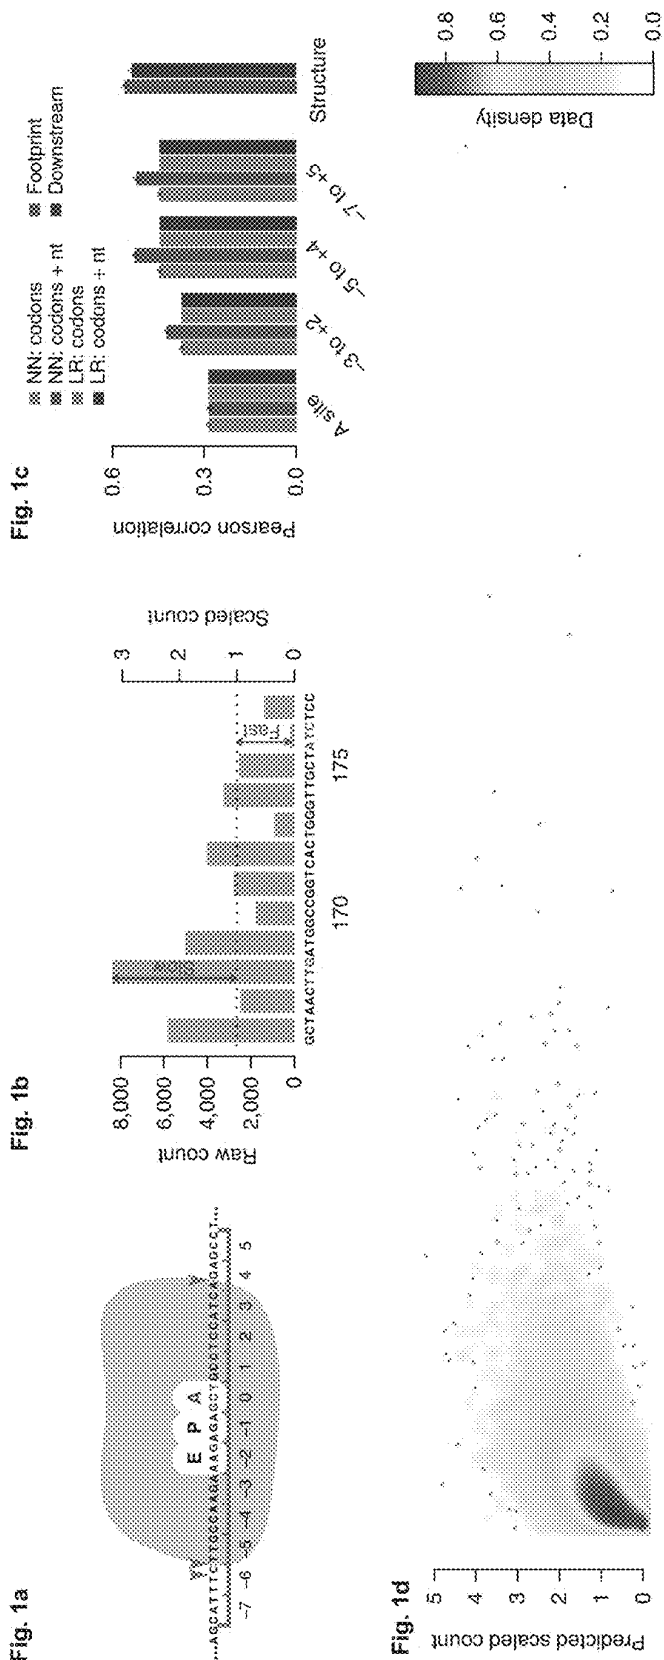 Fig. 1a
E P A
...AGCATTTCTTGCCAAGAAAGAGAGCCTGCCTCCATCAGAGCCT...
-7 -6 -5 -4 -3 -2 -1 0 1 2 3 4 5
Fig. 1b
Raw count
8,000
6,000
4,000
2,000
0
Fast
Scaled count
3
2
1
0
170
175
Fig. 1c
NN: codons
NN: codons + nt
LR: codons
LR: codons + nt
Footprint
Downstream
Pearson correlation
0.6
0.3
0.0
A site
-3 to +2
-5 to +4
-7 to +5
Structure
Fig. 1d
Predicted scaled count
5
4
3
2
1
0
Data density
0.8
0.6
0.4
0.2
0.0